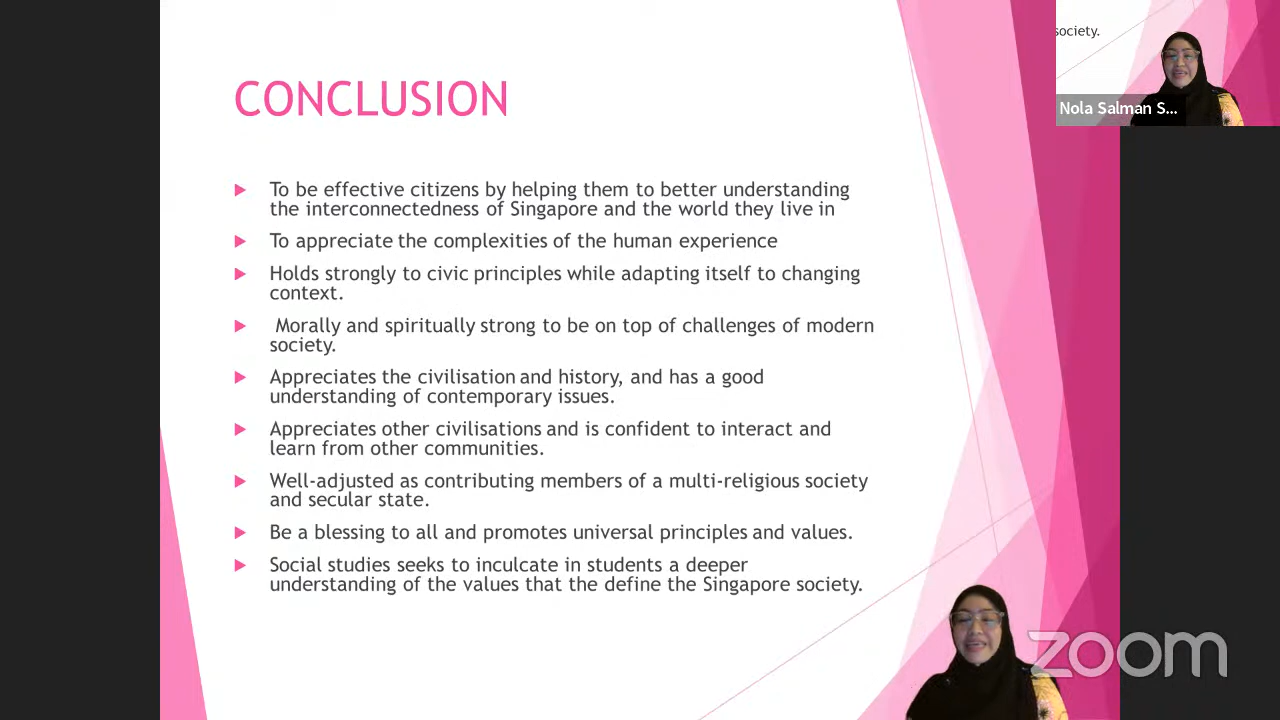 CONCLUSION
To be effective citizens by helping them to better understanding
the interconnectedness of Singapore and the world they live in
To appreciate the complexities of the human experience
Holds strongly to civic principles while adapting itself to changing
context.
Morally and spiritually strong to be on top of challenges of modern
society.
Appreciates the civilisation and history, and has a good
understanding of contemporary issues.
Appreciates other civilisations and is confident to interact and
learn from other communities.
Well-adjusted as contributing members of a multi-religious society
and secular state.
Be a blessing to all and promotes universal principles and values.
Social studies seeks to inculcate in students a deeper
understanding of the values that the define the Singapore society.
society.
Nola Salman S...
zoom